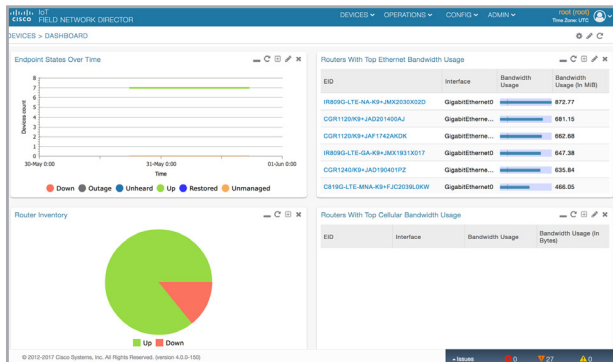 CISCO IoT
FIELD NETWORK DIRECTOR
DEVICES OPERATIONS CONFIG ADMIN
root (root)
Time Zone: UTC
DEVICES > DASHBOARD
Endpoint States Over Time
8
7
6
5
4
3
2
1
0
Devices count
30-May 0:00 31-May 0:00 01-Jun 0:00
Time
Down Outage Unheard Up Restored Unmanaged
Routers With Top Ethernet Bandwidth Usage
EID Interface Bandwidth Usage Bandwidth Usage (In MiB)
IR809G-LTE-NA-K9+JMX2030X02D GigabitEthernet0 872.77
CGR1120/K9+JAD201400AJ GigabitEtherne... 681.15
CGR1120/K9+JAF1742AKDK GigabitEtherne... 662.68
IR809G-LTE-GA-K9+JMX1931X017 GigabitEthernet0 647.38
CGR1240/K9+JAD190401PZ GigabitEtherne... 635.84
C819G-LTE-MNA-K9+FJC2039L0KW GigabitEthernet0 466.05
Router Inventory
Up Down
Routers With Top Cellular Bandwidth Usage
EID Interface Bandwidth Usage Bandwidth Usage (In Bytes)
© 2012-2017 Cisco Systems, Inc. All Rights Reserved. (version 4.0.0-150)
Issues 0 27 0